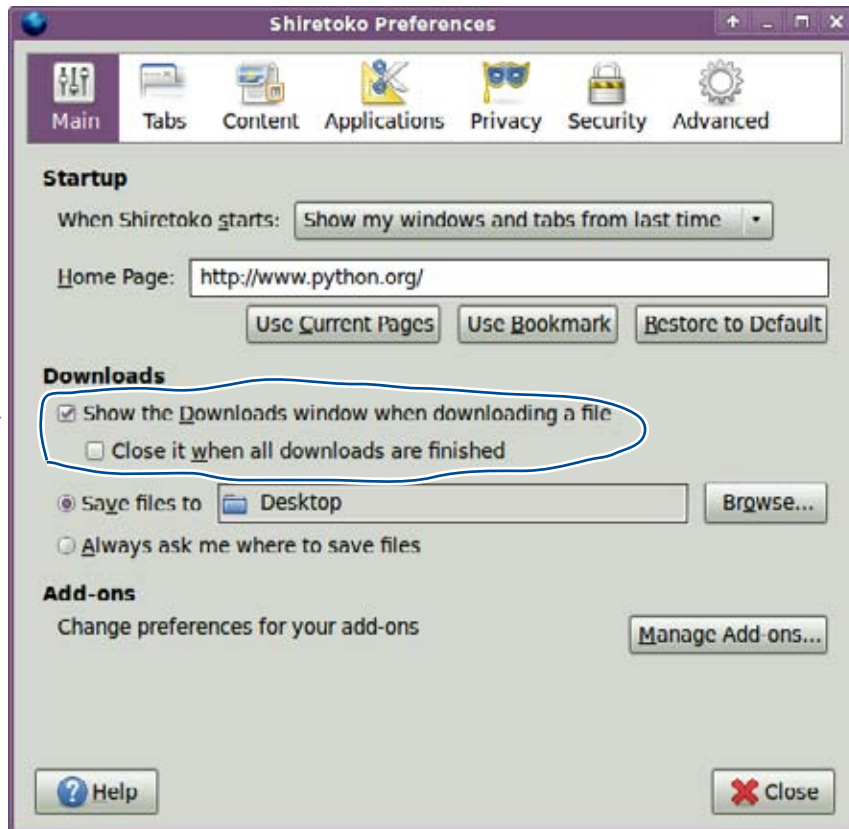 Shiretoko Preferences
Main Tabs Content Applications Privacy Security Advanced
Startup
When Shiretoko starts: Show my windows and tabs from last time
Home Page: http://www.python.org/
Use Current Pages Use Bookmark Restore to Default
Downloads
Show the Downloads window when downloading a file
Close it when all downloads are finished
Save files to Desktop Browse...
Always ask me where to save files
Add-ons
Change preferences for your add-ons Manage Add-ons...
Help Close